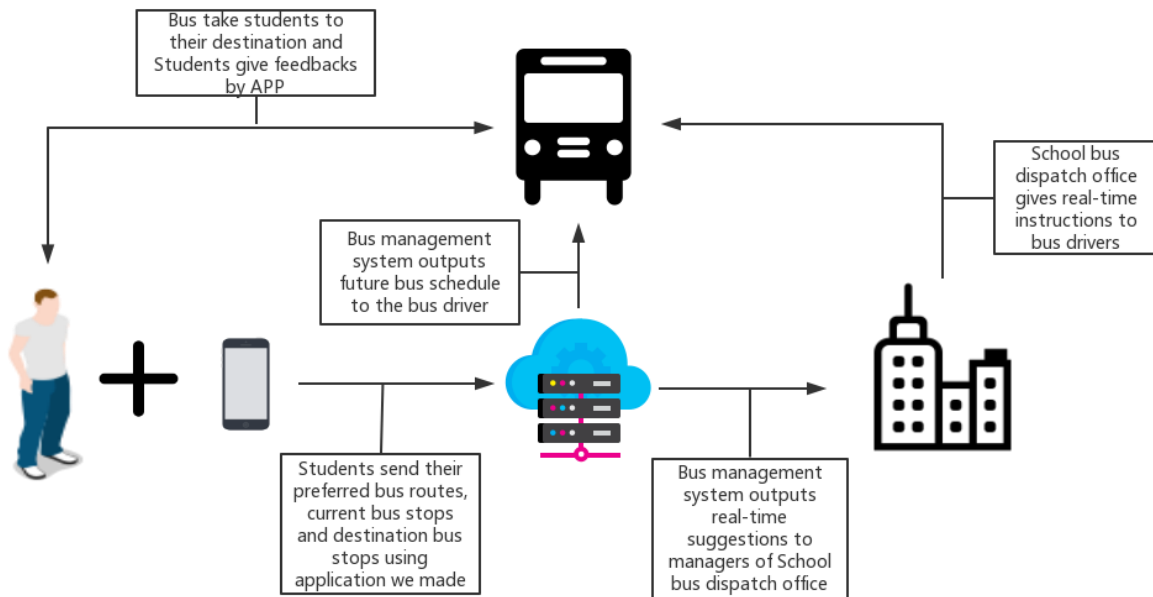 Bus take students to
their destination and
Students give feedbacks
by APP
School bus
dispatch office
gives real-time
instructions to
bus drivers
Bus management
system outputs
future bus schedule
to the bus driver
Students send their
preferred bus routes,
current bus stops
and destination bus
stops using
application we made
Bus management
system outputs
real-time
suggestions to
managers of School
bus dispatch office